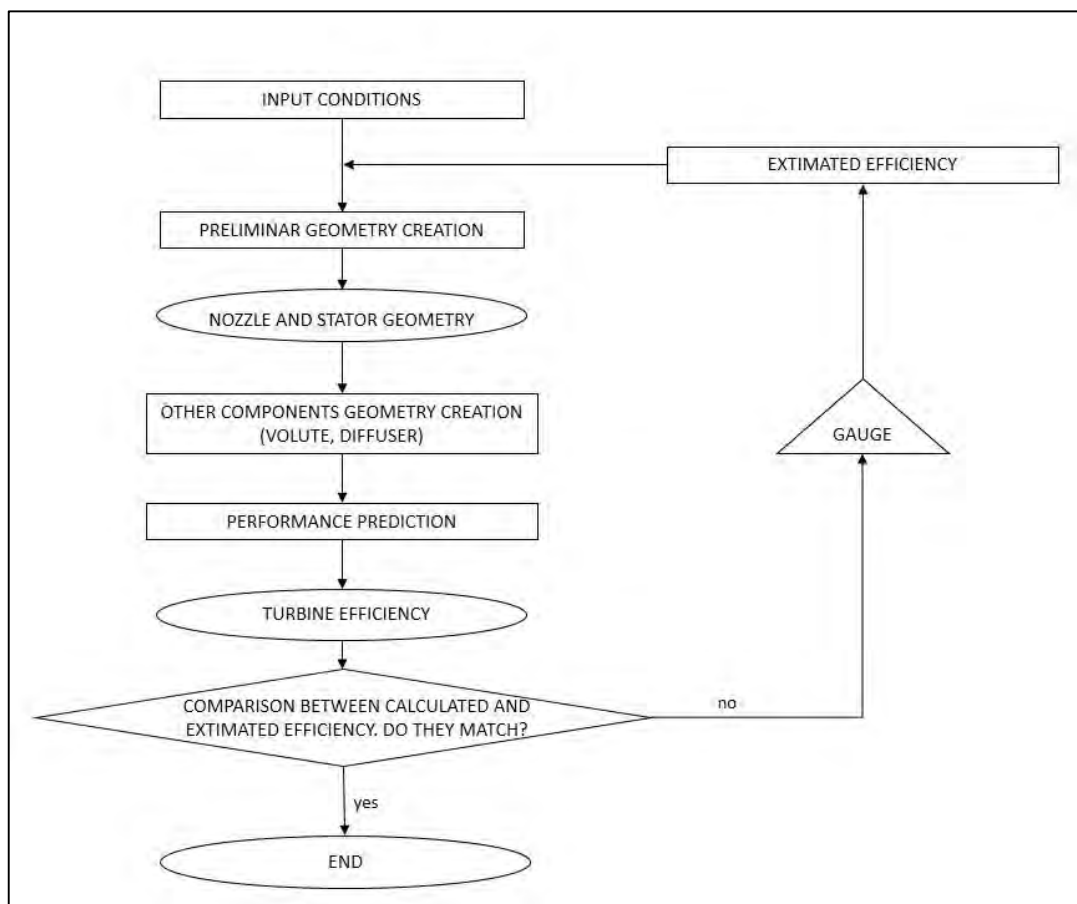 INPUT CONDITIONS
EXTIMATED EFFICIENCY
PRELIMINAR GEOMETRY CREATION
NOZZLE AND STATOR GEOMETRY
OTHER COMPONENTS GEOMETRY CREATION
(VOLUTE, DIFFUSER)
GAUGE
PERFORMANCE PREDICTION
TURBINE EFFICIENCY
COMPARISON BETWEEN CALCULATED AND
EXTIMATED EFFICIENCY. DO THEY MATCH?
no
yes
END